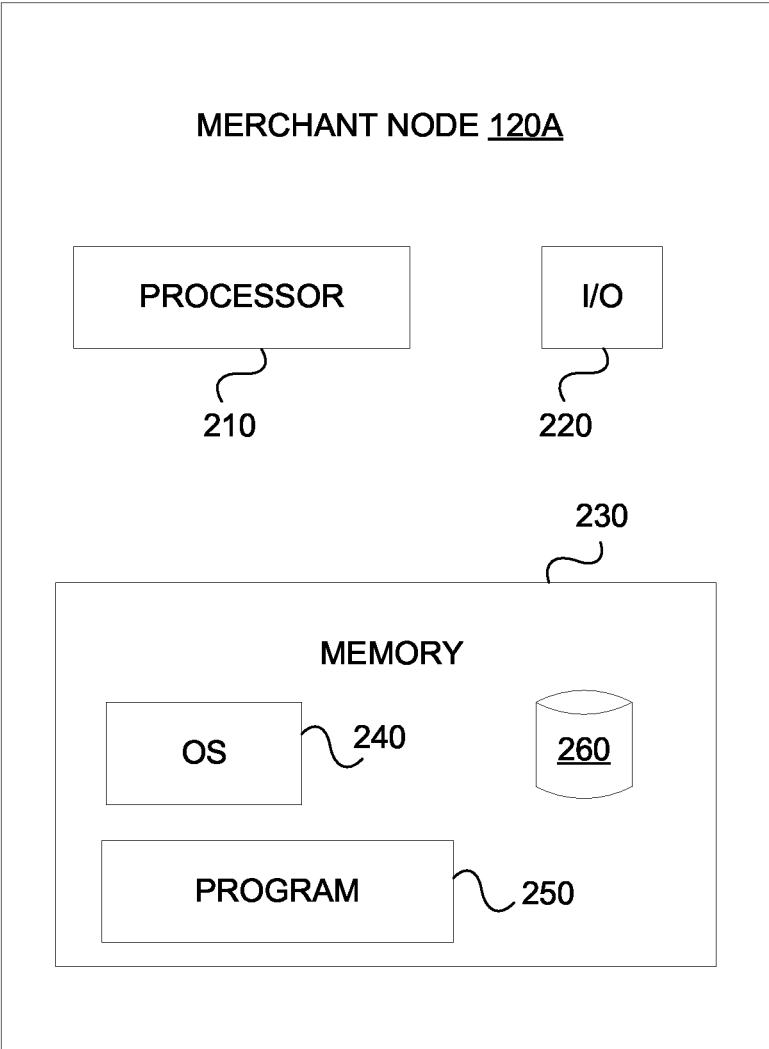 MERCHANT NODE 120A
PROCESSOR
I/O
210
220
230
MEMORY
OS
240
260
PROGRAM
250